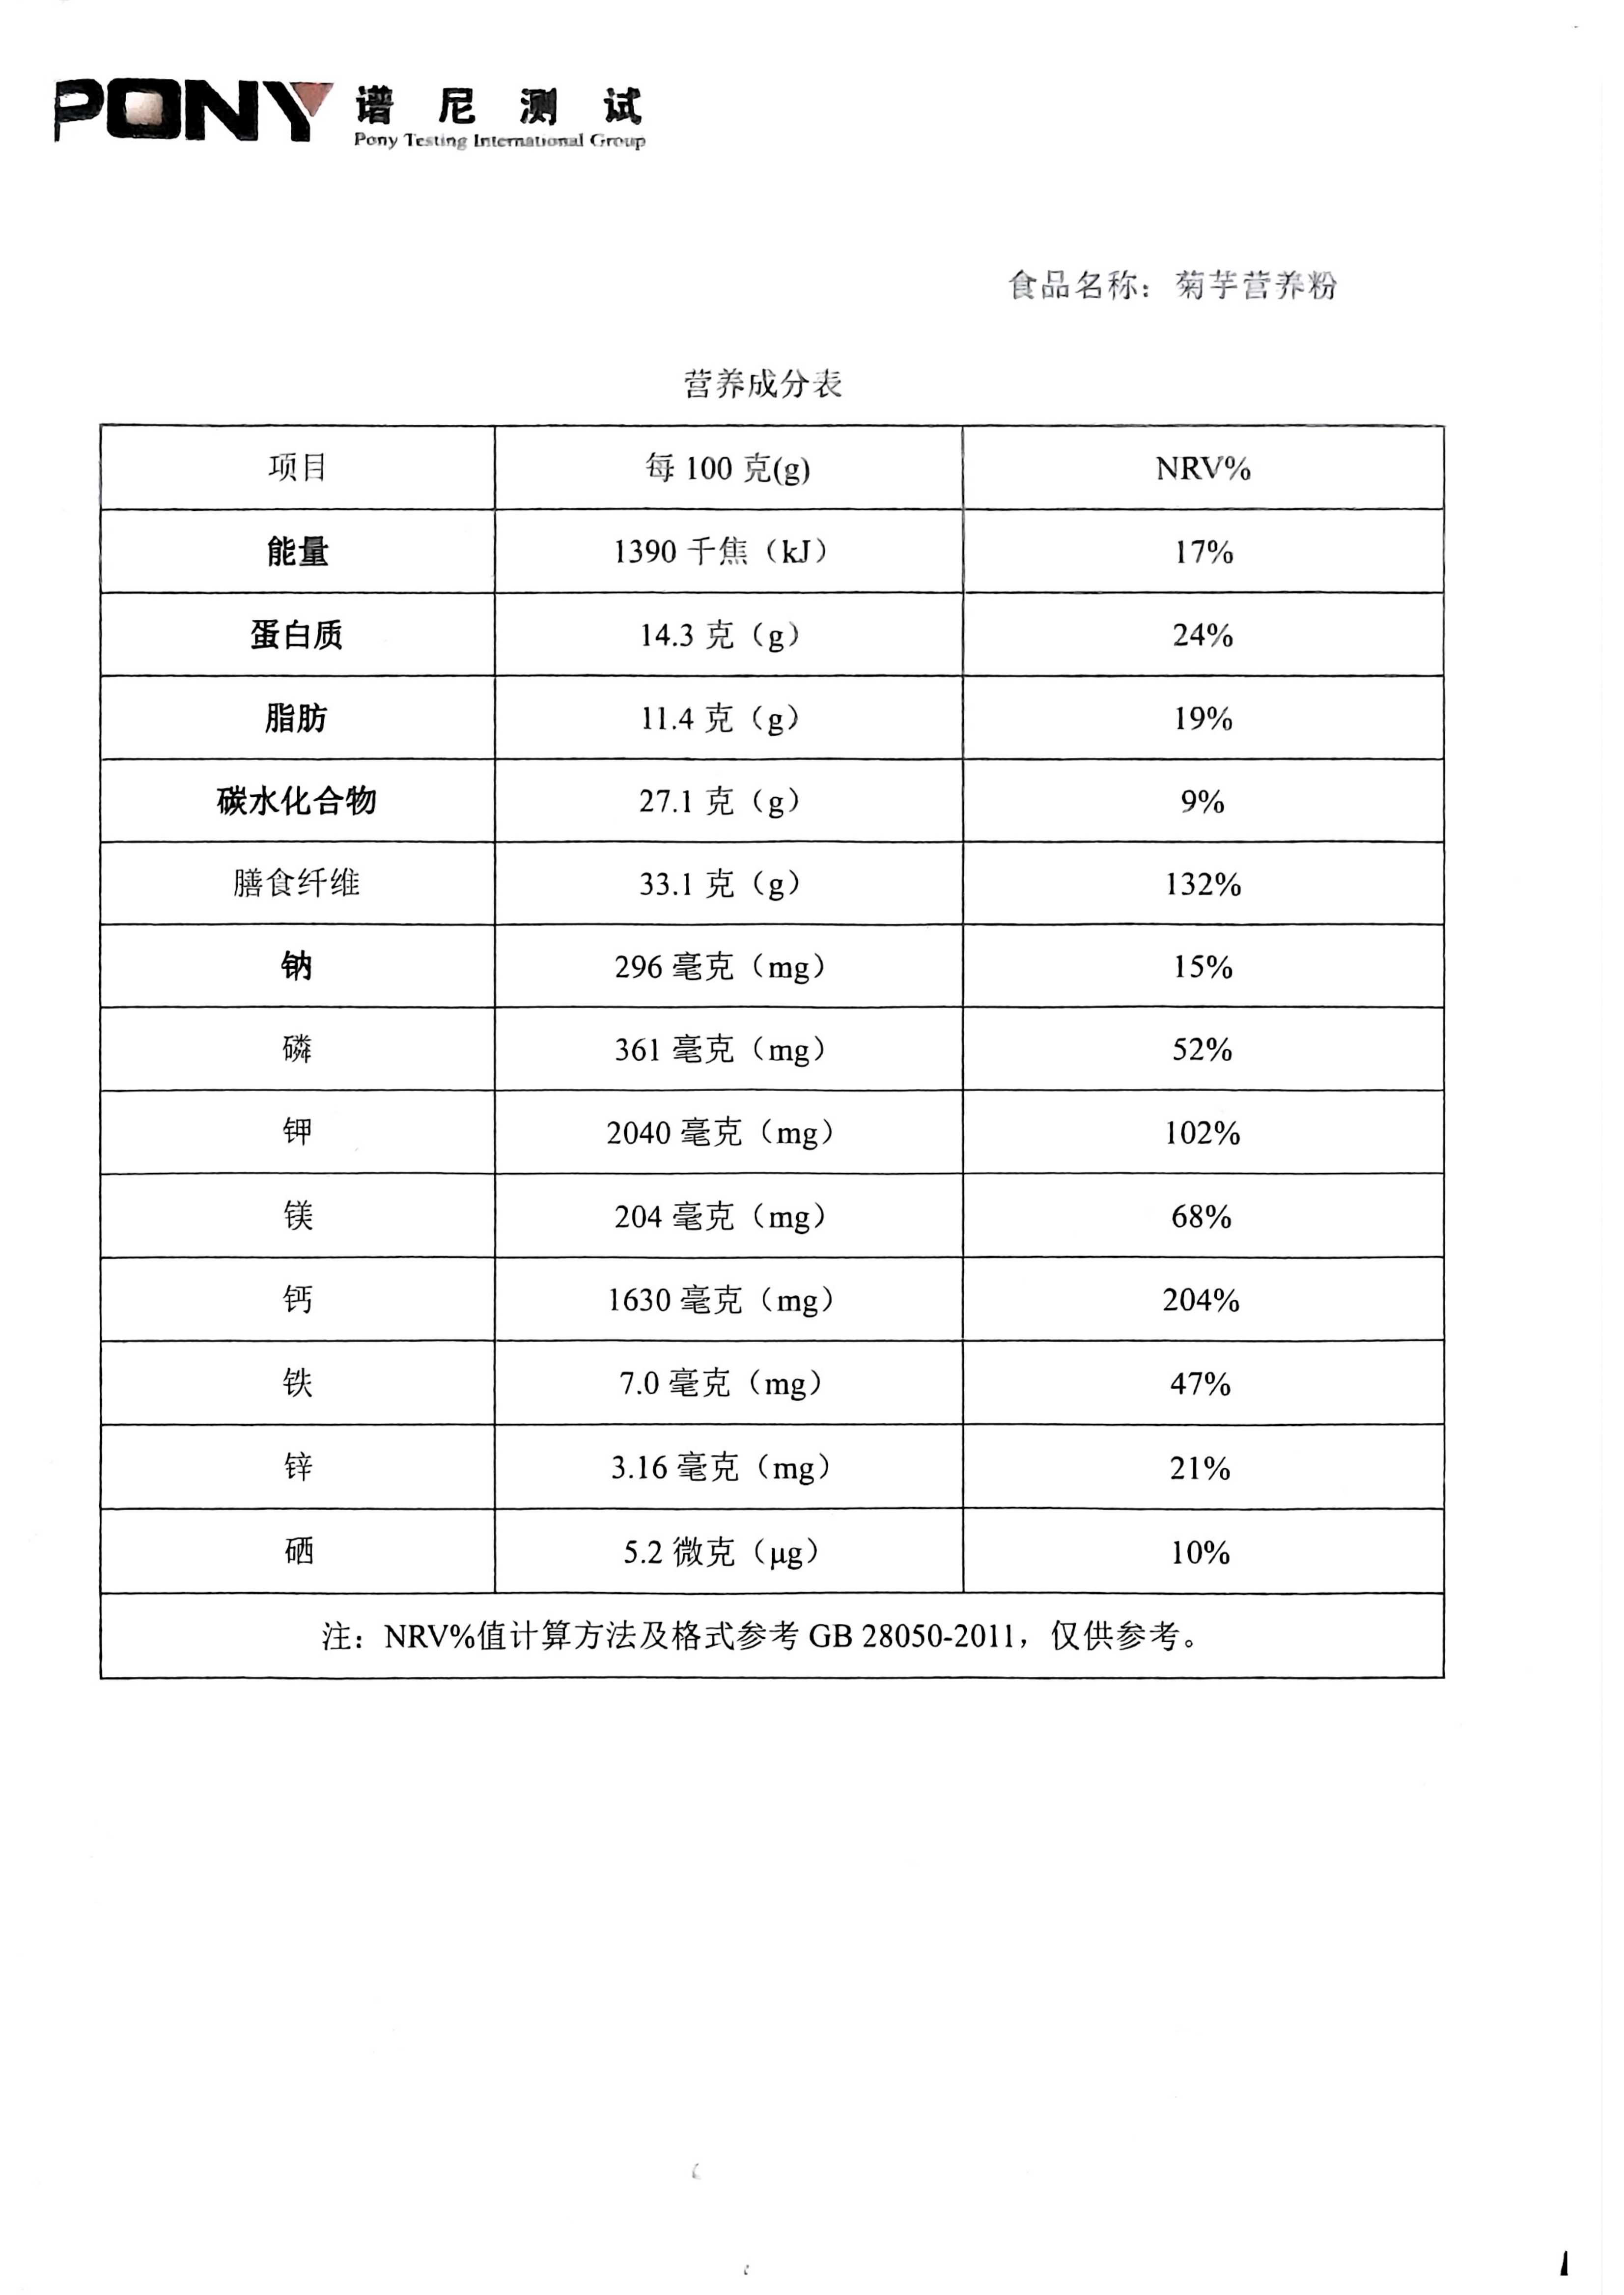 PONY 谱尼测试
Pony Testing International Group
食品名称：菊芋营养粉
营养成分表
项目 每 100 克(g) NRV%
能量 1390 千焦（kJ） 17%
蛋白质 14.3 克（g） 24%
脂肪 11.4 克（g） 19%
碳水化合物 27.1 克（g） 9%
膳食纤维 33.1 克（g） 132%
钠 296 毫克（mg） 15%
磷 361 毫克（mg） 52%
钾 2040 毫克（mg） 102%
镁 204 毫克（mg） 68%
钙 1630 毫克（mg） 204%
铁 7.0 毫克（mg） 47%
锌 3.16 毫克（mg） 21%
硒 5.2 微克（μg） 10%
注：NRV%值计算方法及格式参考 GB 28050-2011，仅供参考。